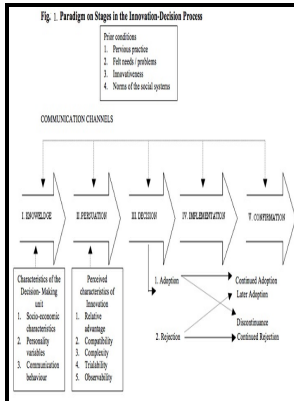 Fig. 1. Paradigm on Stages in the Innovation-Decision Process
Prior conditions
1. Pervious practice
2. Felt needs / problems
3. Innovativeness
4. Norms of the social systems
COMMUNICATION CHANNELS
I. KNOWELDGE
II. PERSUATION
III. DECISION
IV. IMPLEMENTATION
V. CONFIRMATION
Characteristics of the
Decision- Making
unit
1. Socio-economic
characteristics
2. Personality
variables
3. Communication
behaviour
Perceived
characteristics of
Innovation
1. Relative
advantage
2. Compatibility
3. Complexity
4. Trialability
5. Observability
1. Adoption
2. Rejection
Continued Adoption
Later Adoption
Discontinuance
Continued Rejection